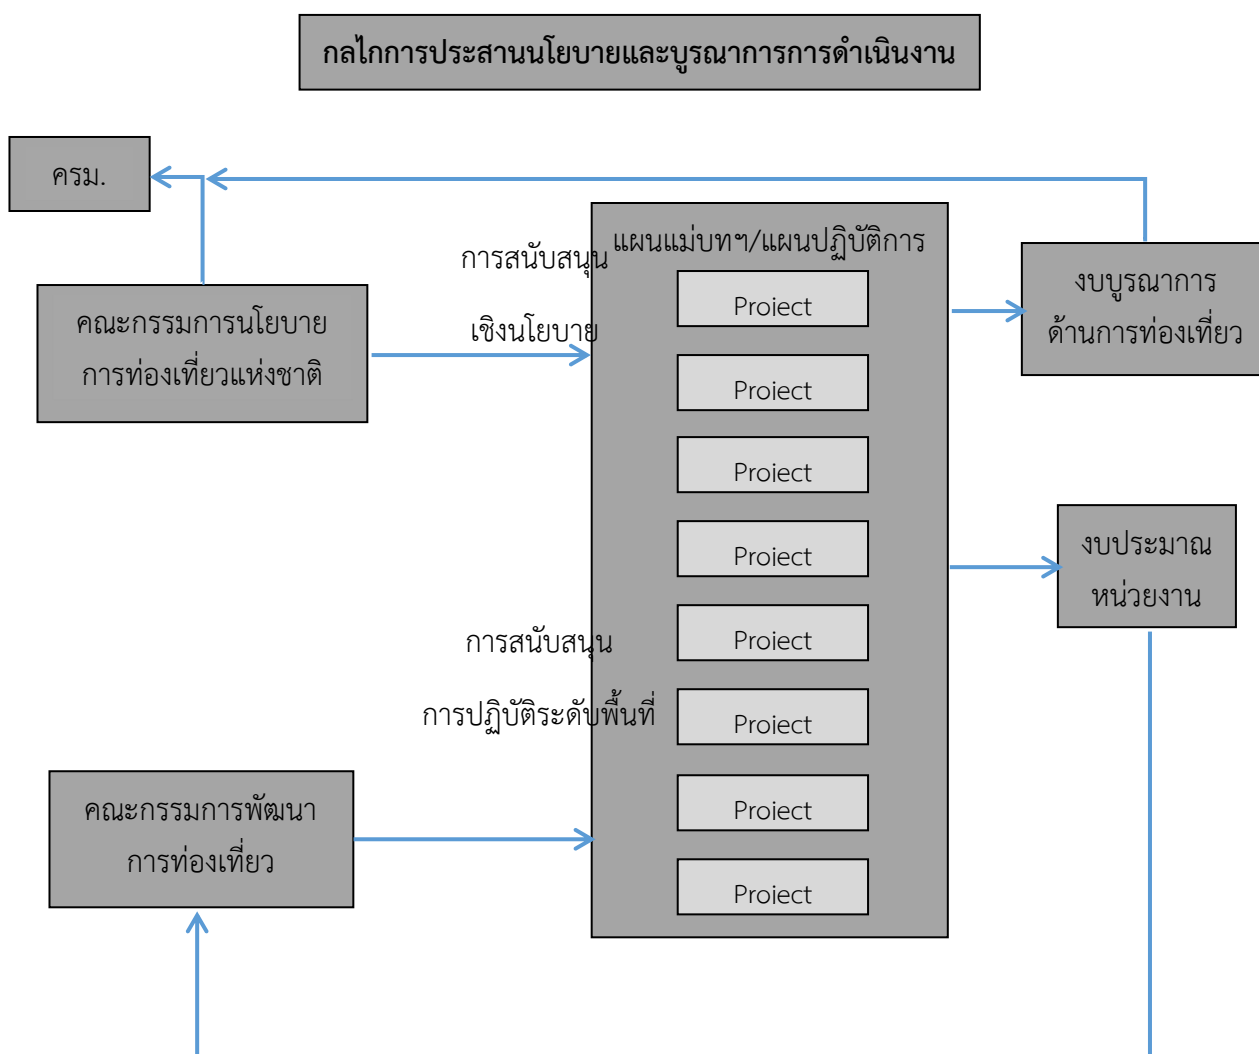 กลไกการประสานนโยบายและบูรณาการการดำเนินงาน
ครม.
คณะกรรมการนโยบาย
การท่องเที่ยวแห่งชาติ
การสนับสนุน
เชิงนโยบาย
แผนแม่บทฯ/แผนปฏิบัติการ
Project
Project
Project
Project
Project
Project
Project
Project
งบบูรณาการ
ด้านการท่องเที่ยว
งบประมาณ
หน่วยงาน
การสนับสนุน
การปฏิบัติระดับพื้นที่
คณะกรรมการพัฒนา
การท่องเที่ยว